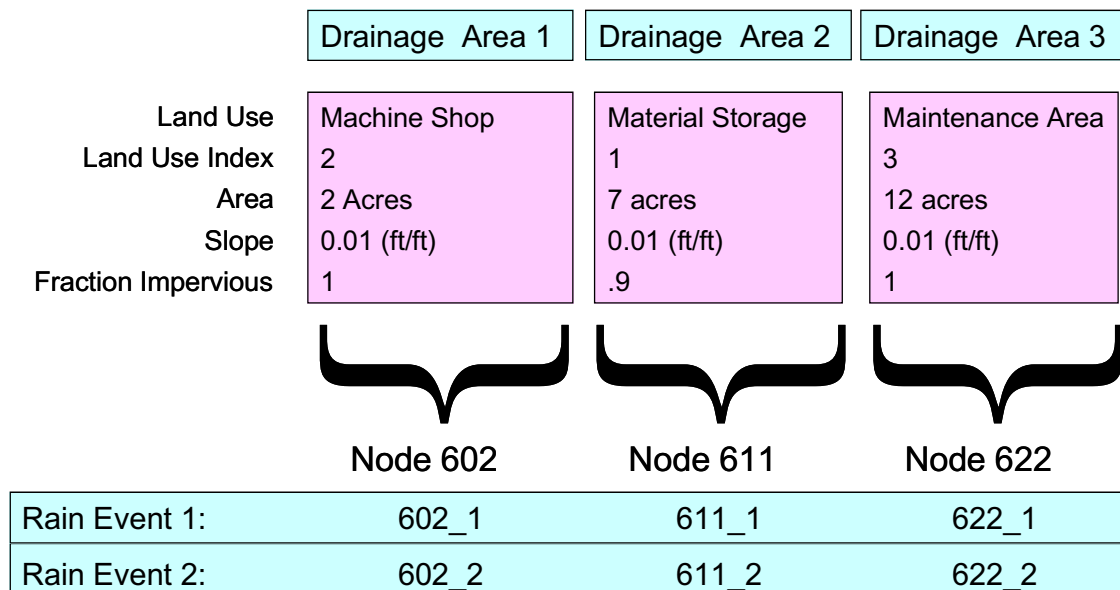 Drainage Area 1 Drainage Area 2 Drainage Area 3
Land Use Machine Shop Material Storage Maintenance Area
Land Use Index 2 1 3
Area 2 Acres 7 acres 12 acres
Slope 0.01 (ft/ft) 0.01 (ft/ft) 0.01 (ft/ft)
Fraction Impervious 1 .9 1
Node 602 Node 611 Node 622
Rain Event 1: 602_1 611_1 622_1
Rain Event 2: 602_2 611_2 622_2